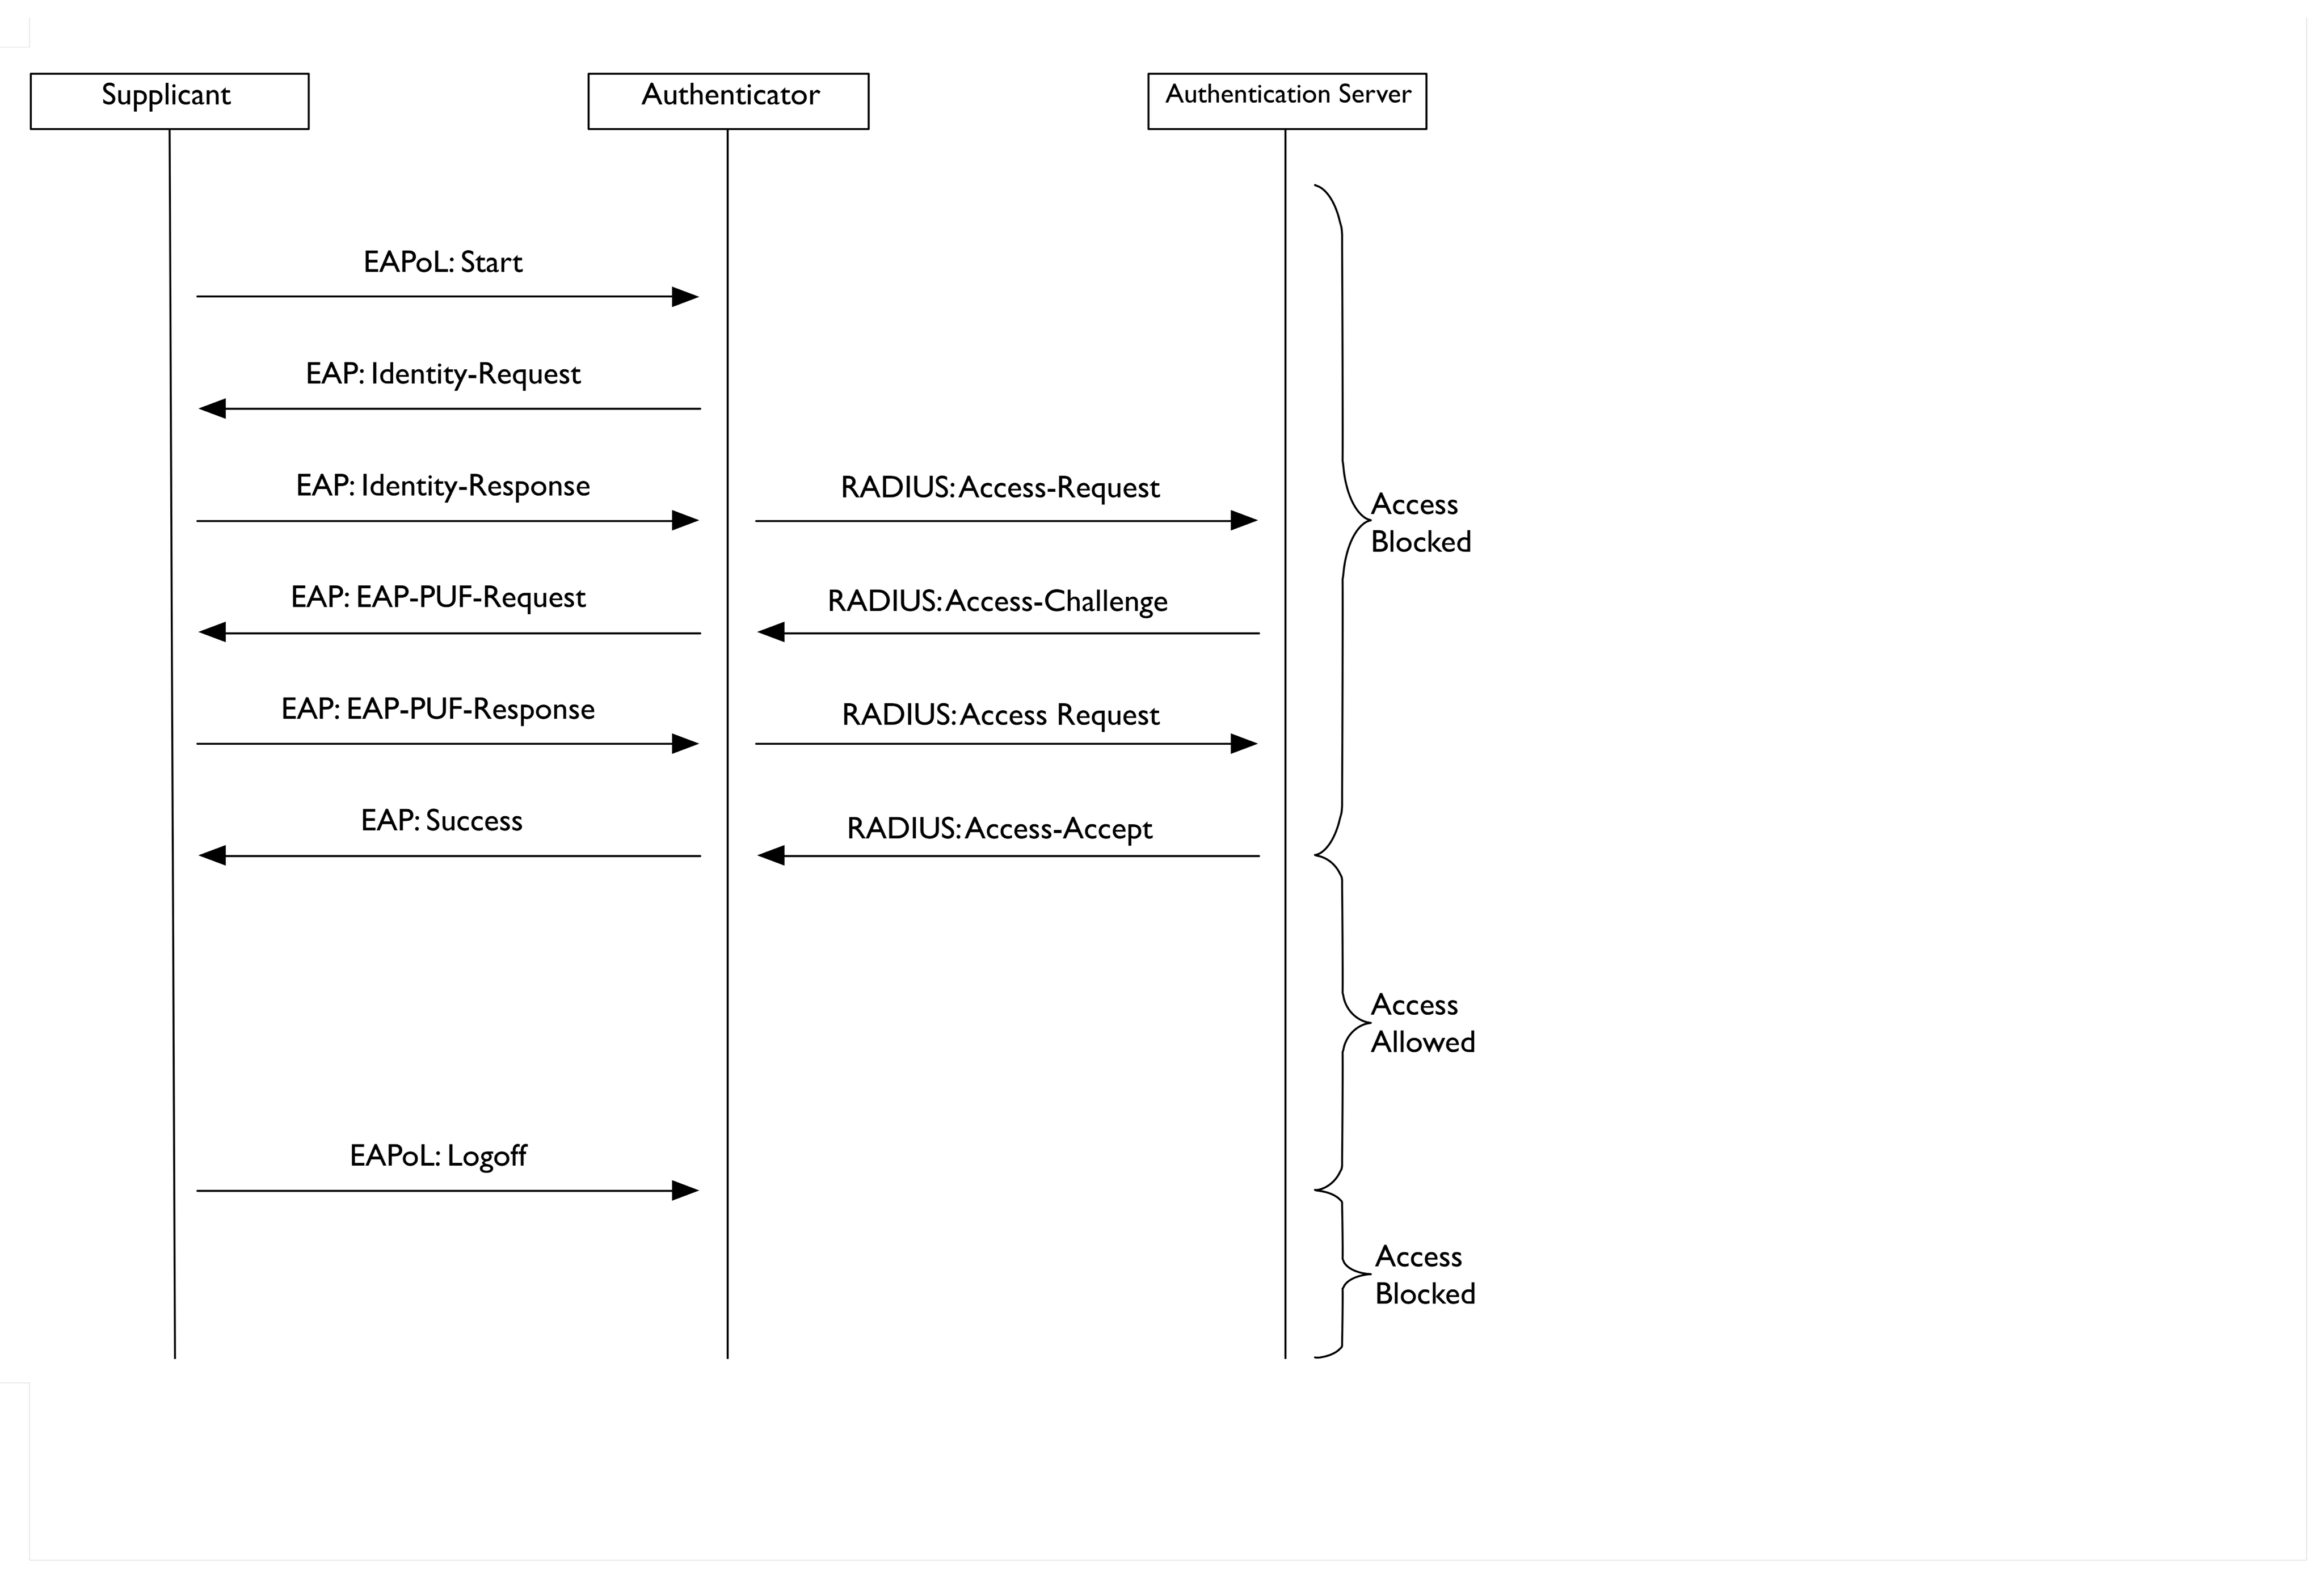 Supplicant
Authenticator
Authentication Server
EAPoL: Start
EAP: Identity-Request
EAP: Identity-Response
RADIUS: Access-Request
Access
Blocked
EAP: EAP-PUF-Request
RADIUS: Access-Challenge
EAP: EAP-PUF-Response
RADIUS: Access Request
EAP: Success
RADIUS: Access-Accept
Access
Allowed
EAPoL: Logoff
Access
Blocked